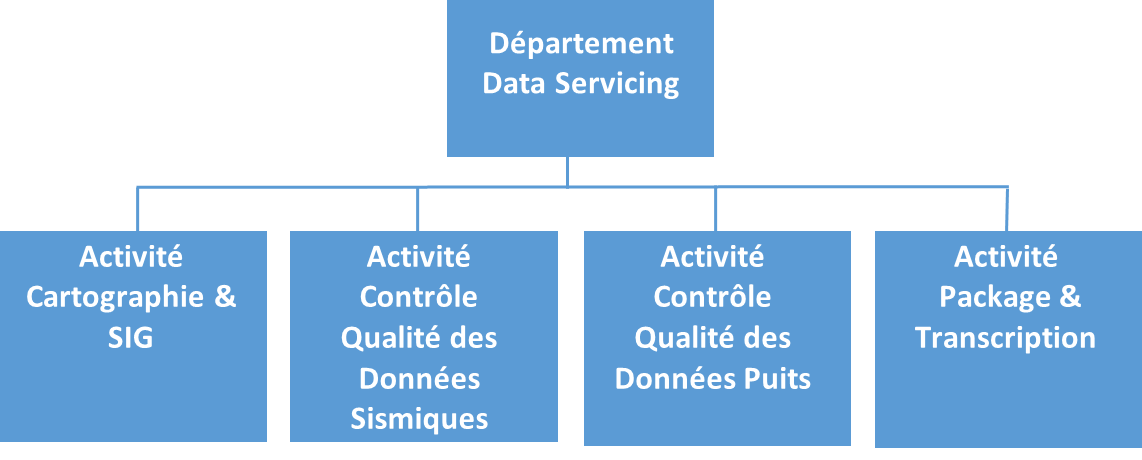 Département
Data Servicing
Activité
Cartographie &
SIG
Activité
Contrôle
Qualité des
Données
Sismiques
Activité
Contrôle
Qualité des
Données Puits
Activité
Package &
Transcription